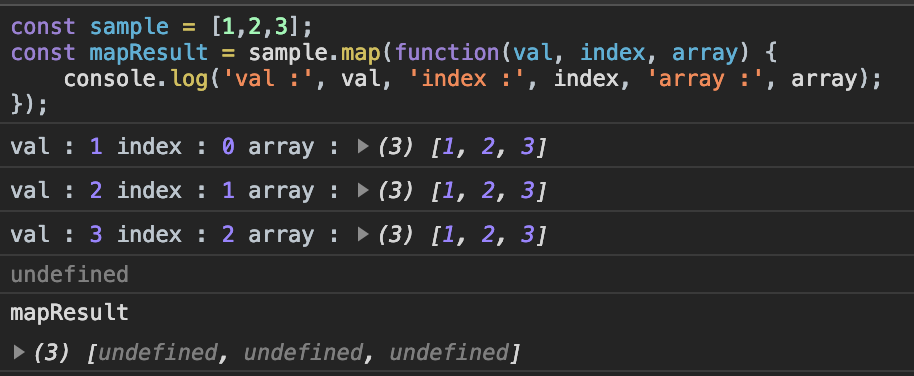 const sample = [1,2,3];
const mapResult = sample.map(function(val, index, array) {
    console.log('val :', val, 'index :', index, 'array :', array);
});
val : 1 index : 0 array : ▶(3) [1, 2, 3]
val : 2 index : 1 array : ▶(3) [1, 2, 3]
val : 3 index : 2 array : ▶(3) [1, 2, 3]
undefined
mapResult
▶(3) [undefined, undefined, undefined]